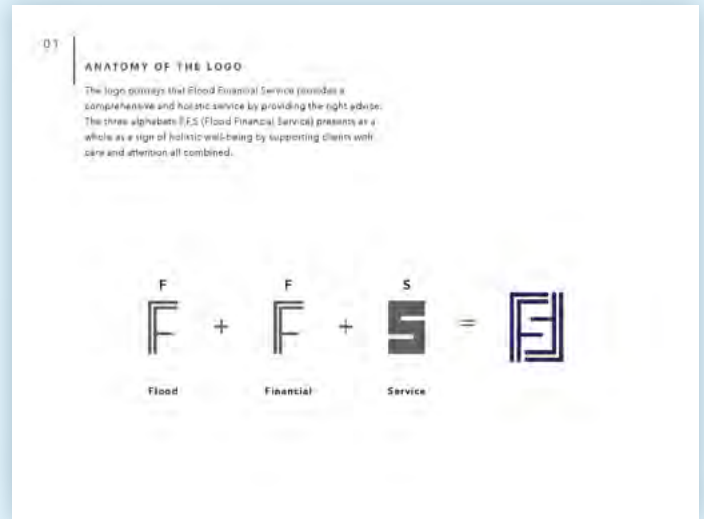 01
ANATOMY OF THE LOGO
The logo portrays that Flood Financial Service provides a
comprehensive and holistic service by providing the right advise.
The three alphabets F,F,S (Flood Financial Service) presents as a
whole as a sign of holistic well-being by supporting clients with
care and attention all combined.
F F S
F + F + S =
Flood Financial Service